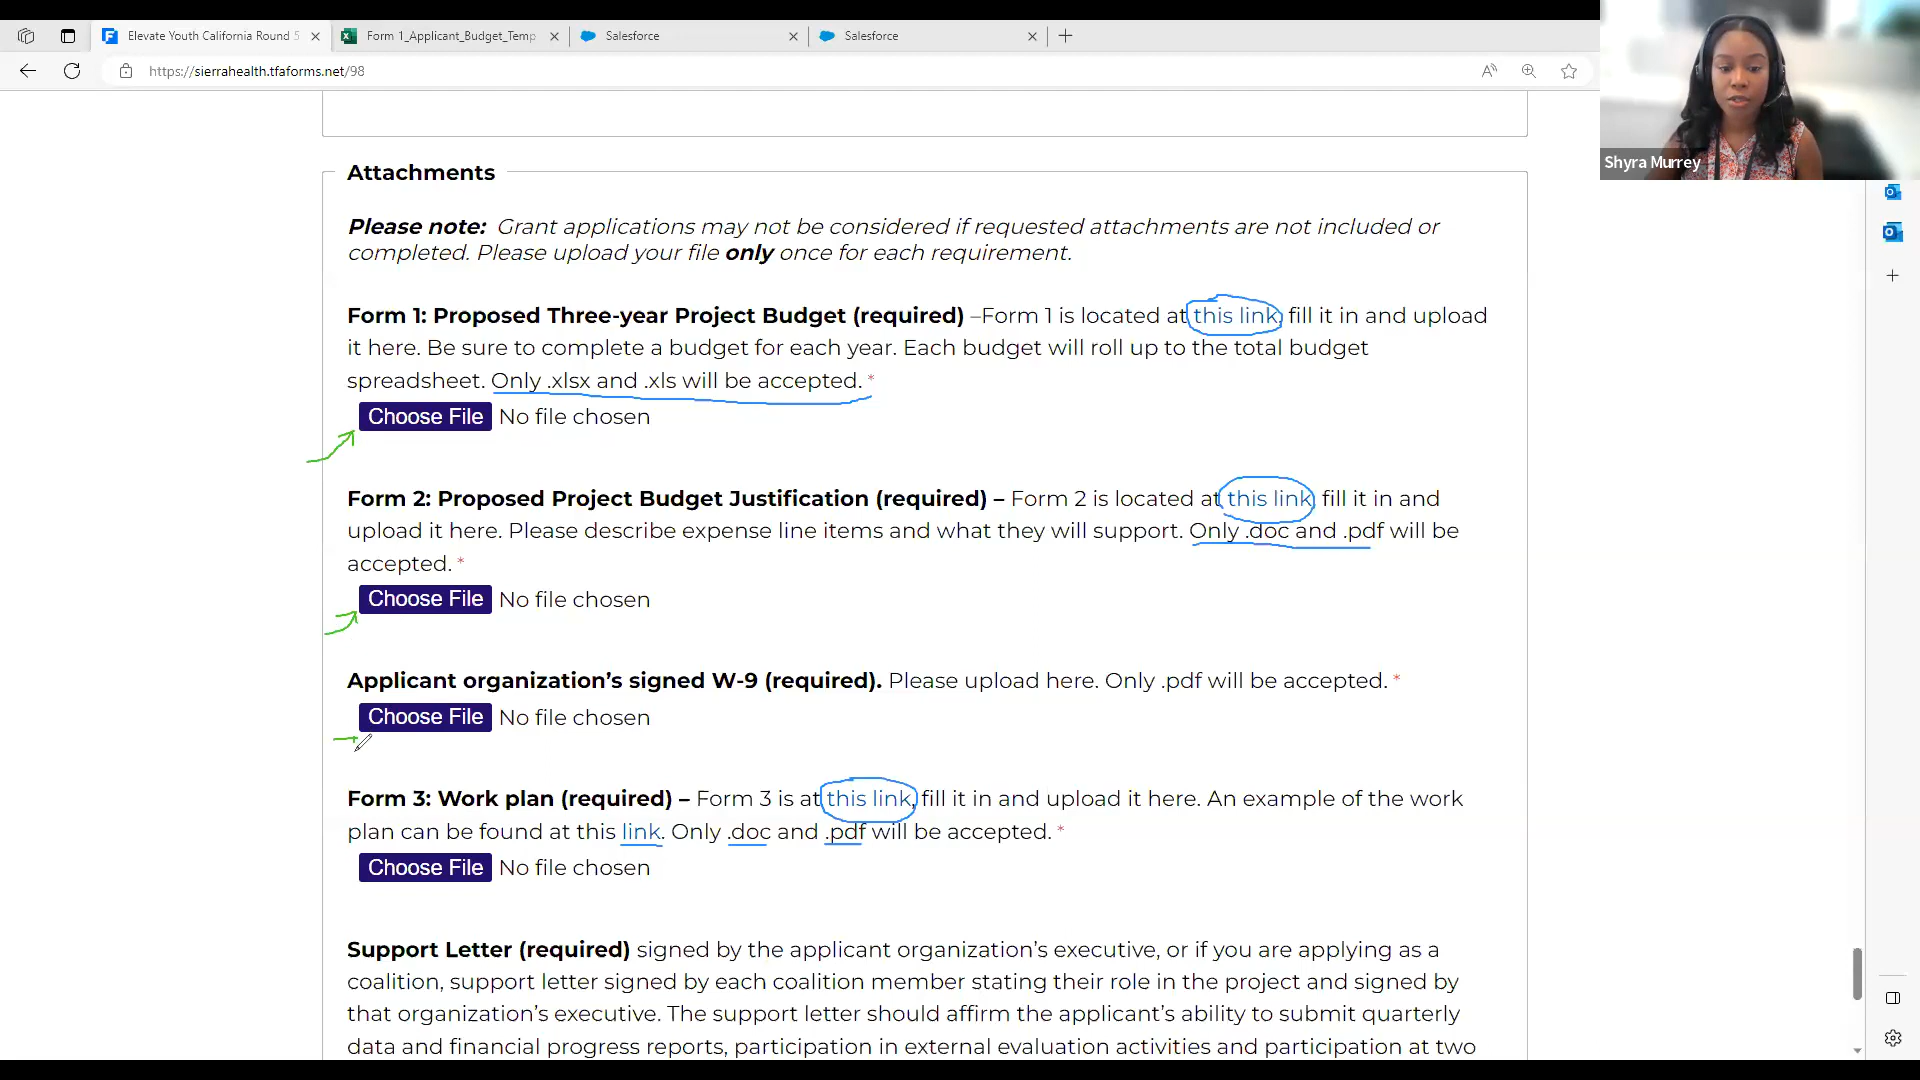 Elevate Youth California Round 5
Form 1_Applicant_Budget_Temp
Salesforce
Salesforce
https://sierrahealth.tfaforms.net/98
Shyra Murrey
Attachments
Please note: Grant applications may not be considered if requested attachments are not included or
completed. Please upload your file only once for each requirement.
Form 1: Proposed Three-year Project Budget (required) –Form 1 is located at this link, fill it in and upload
it here. Be sure to complete a budget for each year. Each budget will roll up to the total budget
spreadsheet. Only .xlsx and .xls will be accepted. *
Choose File No file chosen
Form 2: Proposed Project Budget Justification (required) – Form 2 is located at this link, fill it in and
upload it here. Please describe expense line items and what they will support. Only .doc and .pdf will be
accepted. *
Choose File No file chosen
Applicant organization’s signed W-9 (required). Please upload here. Only .pdf will be accepted. *
Choose File No file chosen
Form 3: Work plan (required) – Form 3 is at this link, fill it in and upload it here. An example of the work
plan can be found at this link. Only .doc and .pdf will be accepted. *
Choose File No file chosen
Support Letter (required) signed by the applicant organization’s executive, or if you are applying as a
coalition, support letter signed by each coalition member stating their role in the project and signed by
that organization’s executive. The support letter should affirm the applicant’s ability to submit quarterly
data and financial progress reports, participation in external evaluation activities and participation at two